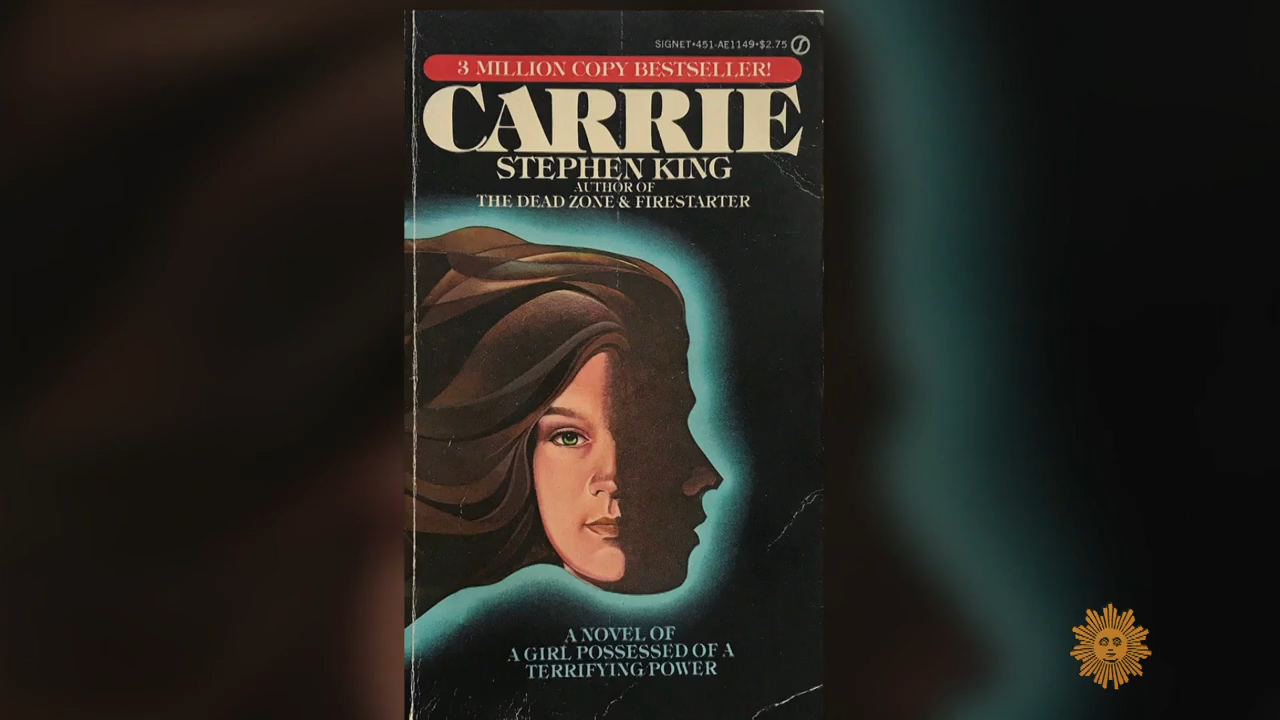 SIGNET•451-AE1149•$2.75
3 MILLION COPY BESTSELLER!
CARRIE
STEPHEN KING
AUTHOR OF
THE DEAD ZONE & FIRESTARTER
A NOVEL OF
A GIRL POSSESSED OF A
TERRIFYING POWER